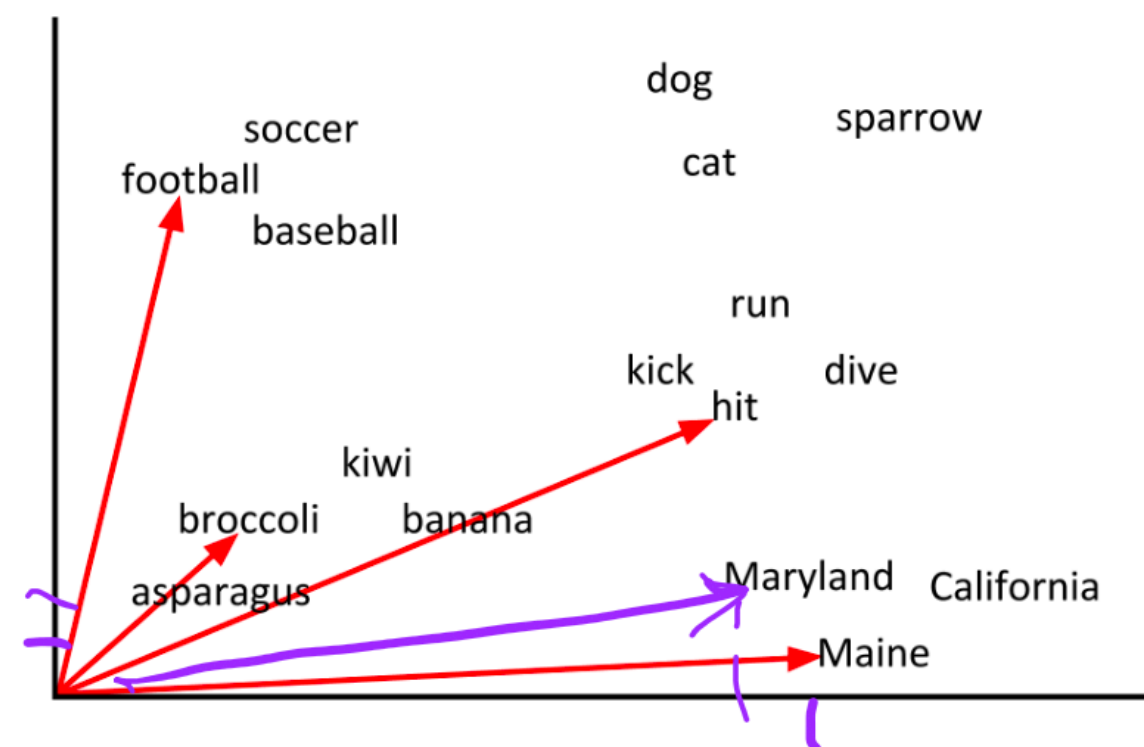 dog
sparrow
soccer
cat
football
baseball
run
kick
dive
hit
kiwi
broccoli
banana
asparagus
Maryland
California
Maine